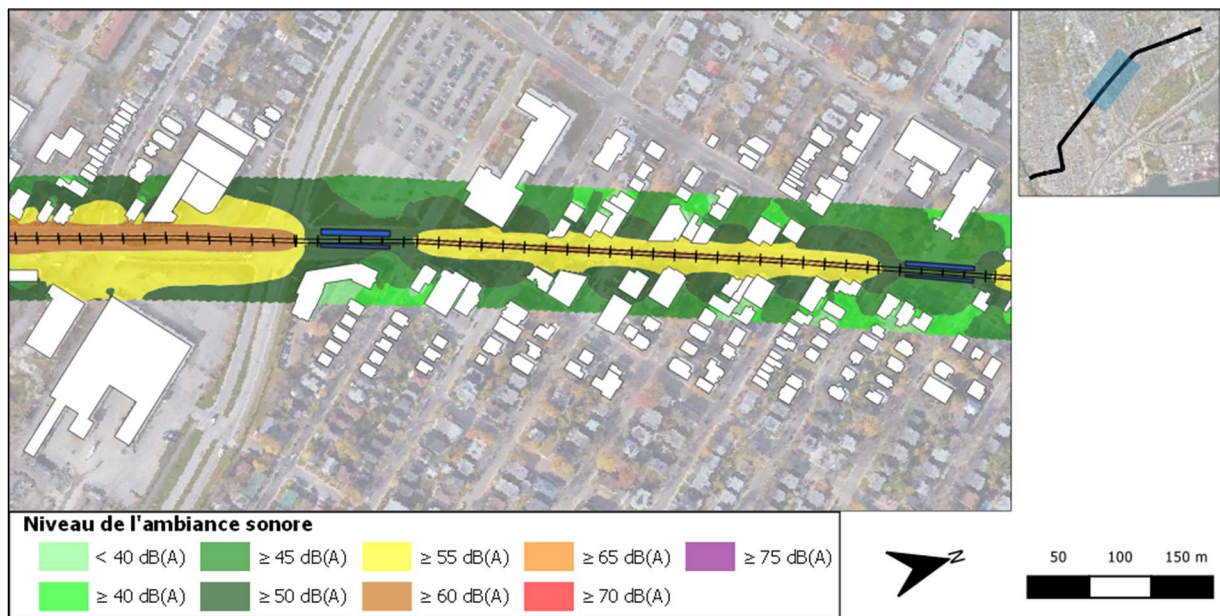 Niveau de l'ambiance sonore
< 40 dB(A) ≥ 45 dB(A) ≥ 55 dB(A) ≥ 65 dB(A) ≥ 75 dB(A)
≥ 40 dB(A) ≥ 50 dB(A) ≥ 60 dB(A) ≥ 70 dB(A)
N
50 100 150 m